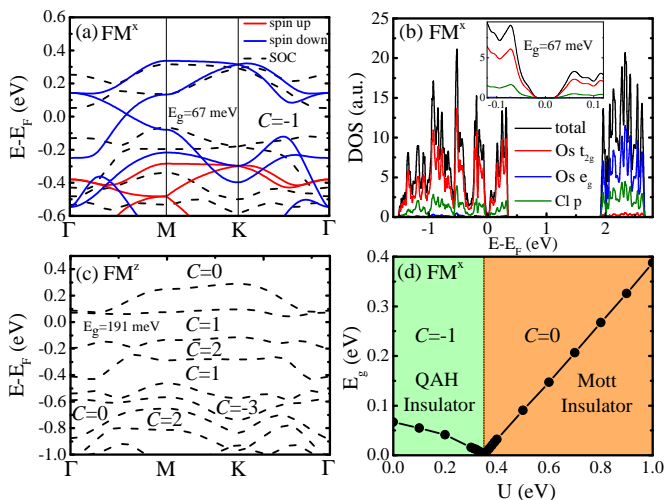 (a) FM^x
spin up
spin down
SOC
E_g=67 meV
C=-1
E-E_F (eV)
0.6
0.4
0.2
0.0
-0.2
-0.4
-0.6
Γ M K Γ
(b) FM^x
E_g=67 meV
5
0
-0.1 0.0 0.1
total
Os t_2g
Os e_g
Cl p
DOS (a.u.)
25
20
15
10
5
0
-1 0 1 2
E-E_F (eV)
(c) FM^z
C=0
E_g=191 meV
C=1
C=2
C=1
C=0
C=2
C=-3
E-E_F (eV)
0.4
0.2
0.0
-0.2
-0.4
-0.6
-0.8
-1.0
Γ M K Γ
(d) FM^x
C=-1
C=0
QAH
Insulator
Mott
Insulator
E_g (eV)
0.4
0.3
0.2
0.1
0.0
0.0 0.2 0.4 0.6 0.8 1.0
U (eV)